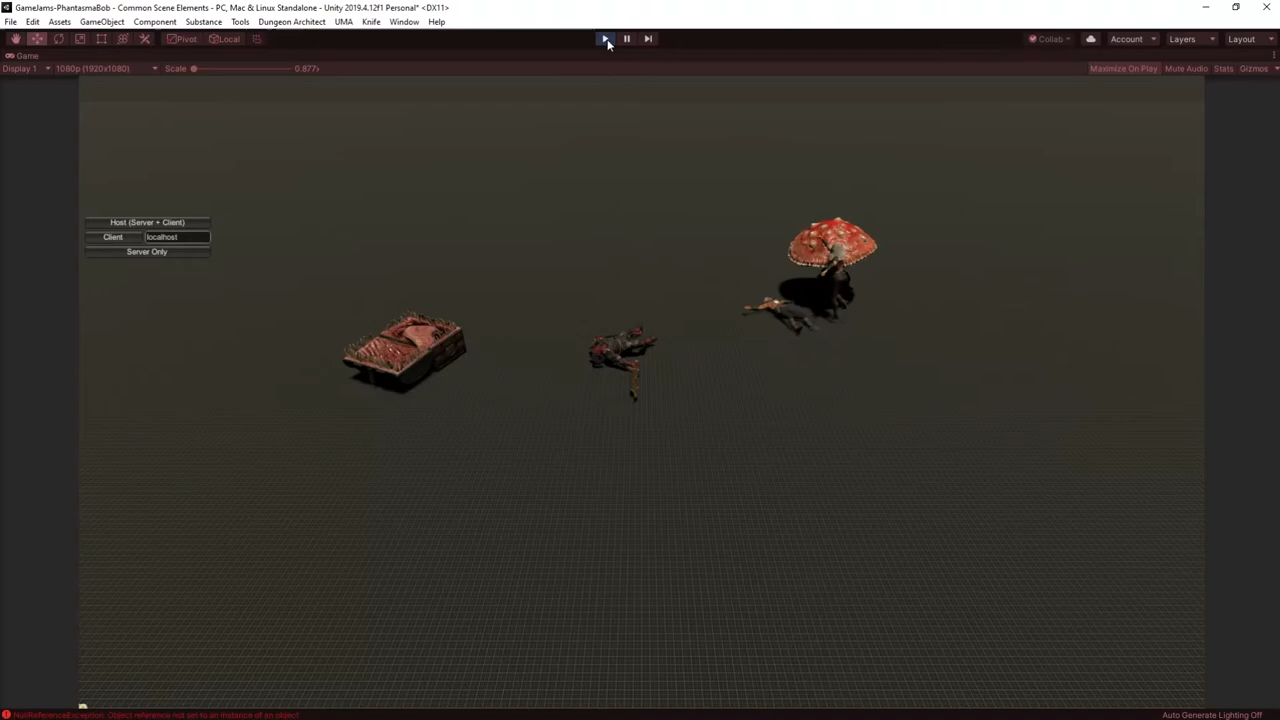 GameJams-PhantasmaBob - Common Scene Elements - PC, Mac & Linux Standalone - Unity 2019.4.12f1 Personal* <DX11>
File Edit Assets GameObject Component Substance Tools Dungeon Architect UMA Knife Window Help
Pivot Local Collab Account Layers Layout
Game
Display 1 1080p (1920x1080) Scale 0.877x Maximize On Play Mute Audio Stats Gizmos
Host (Server + Client)
Client localhost
Server Only
NullReferenceException: Object reference not set to an instance of an object
Auto Generate Lighting Off